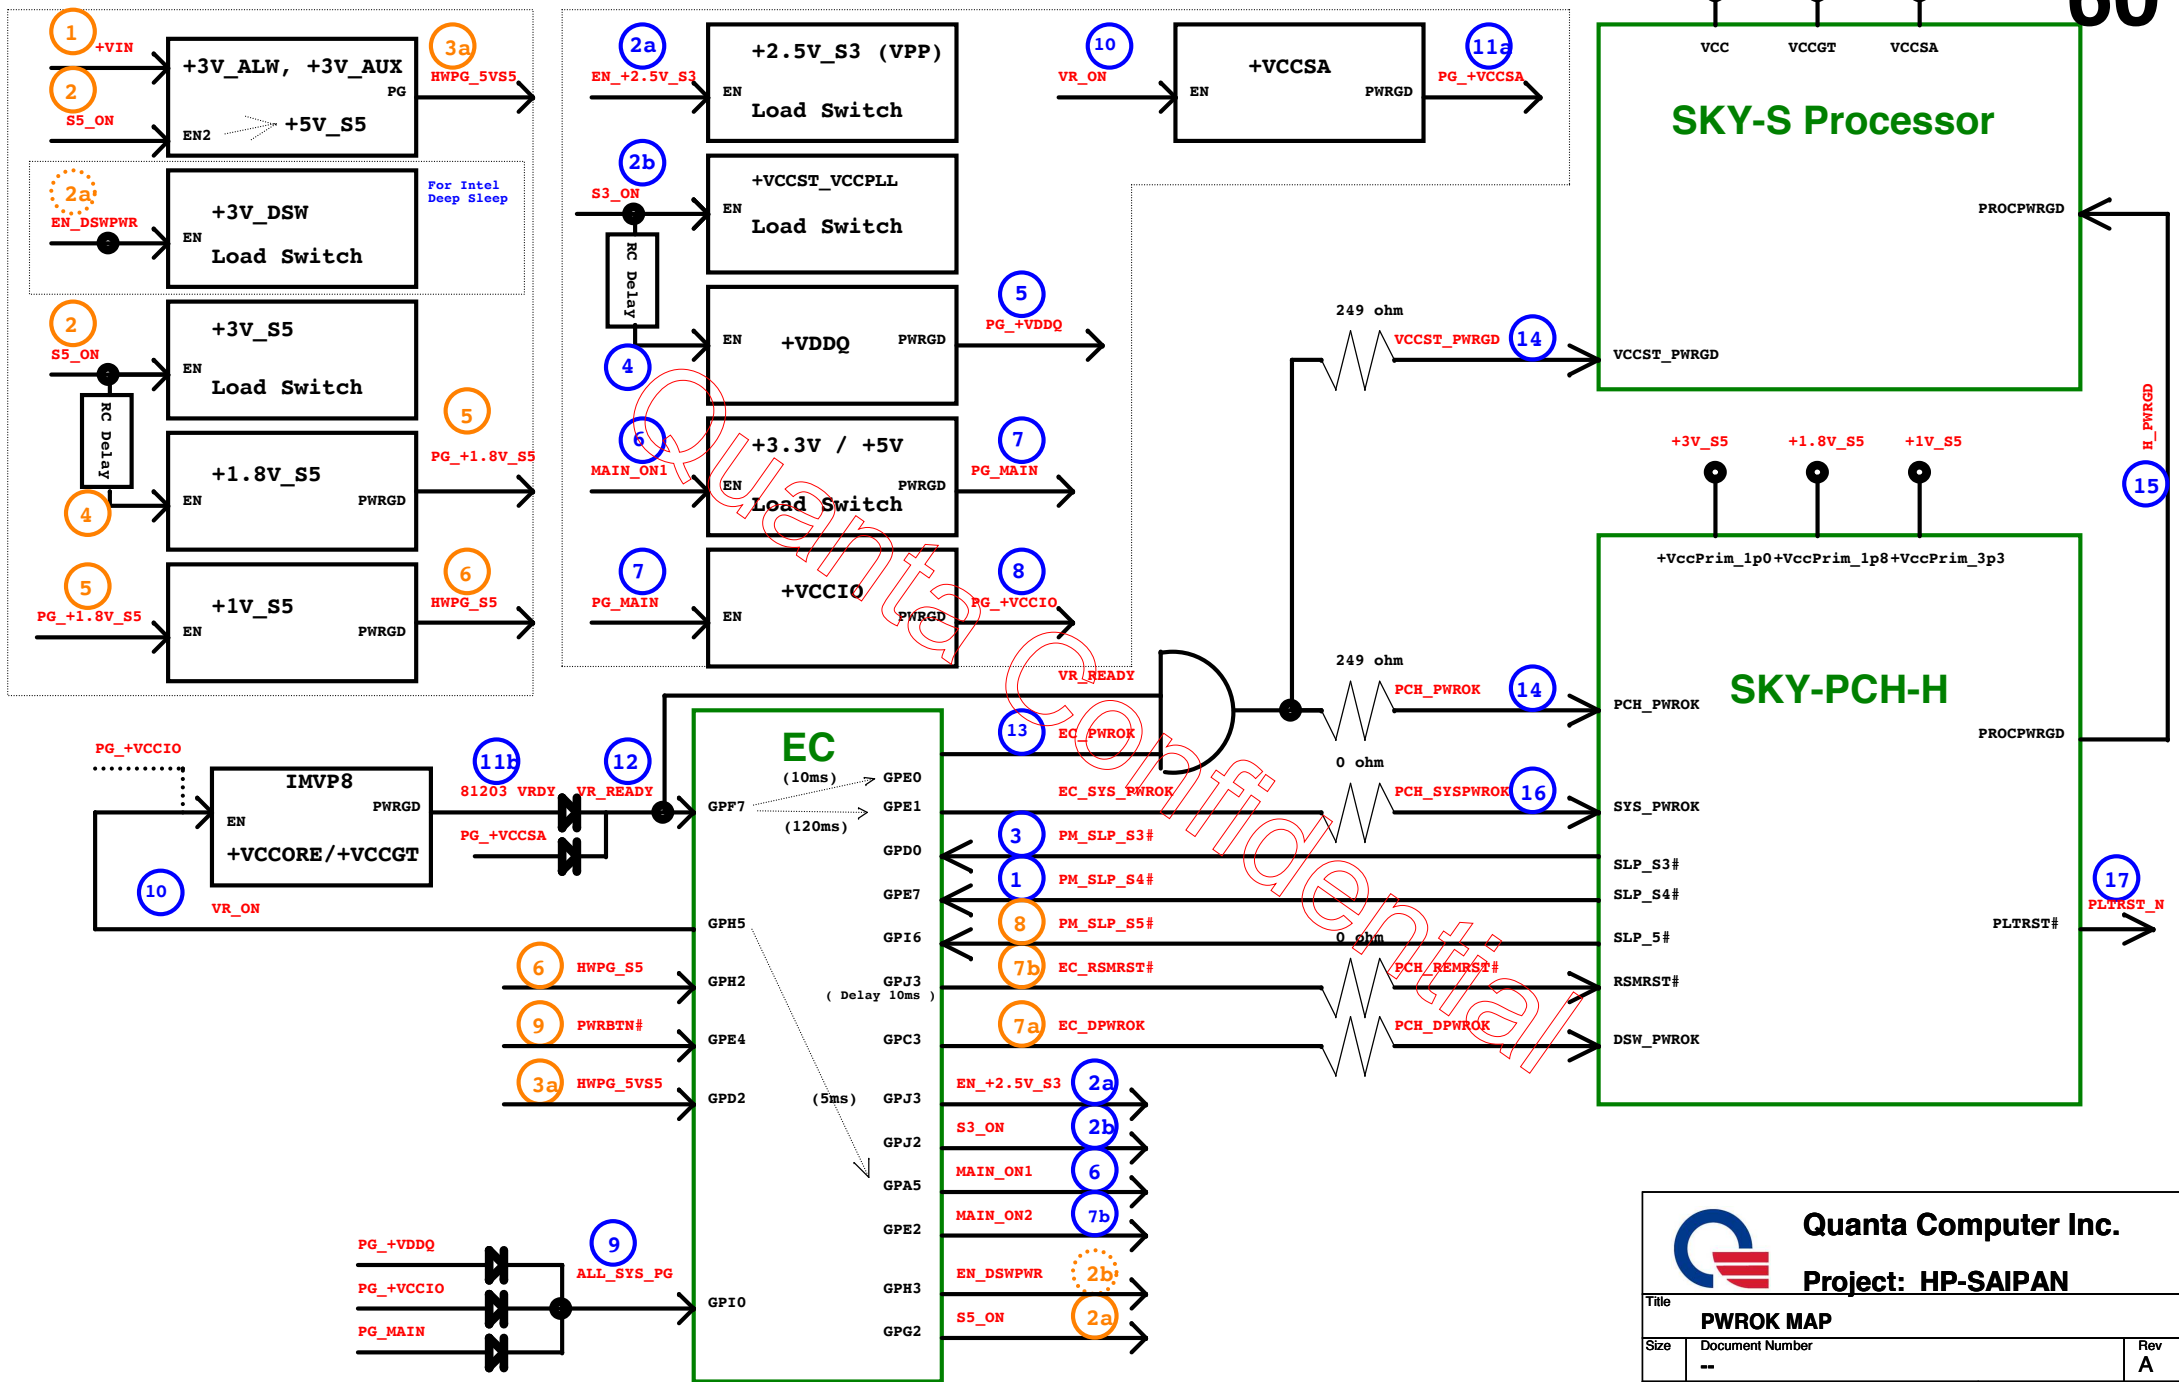 60
1
+VIN
2
S5_ON
+3V_ALW, +3V_AUX
PG
EN2
+5V_S5
3a
HWPG_5VS5
2a
EN_DSWPWR
+3V_DSW
EN
Load Switch
For Intel
Deep Sleep
2
S5_ON
+3V_S5
EN
Load Switch
RC Delay
4
+1.8V_S5
EN
PWRGD
5
PG_+1.8V_S5
5
PG_+1.8V_S5
+1V_S5
EN
PWRGD
6
HWPG_S5
2a
EN_+2.5V_S3
+2.5V_S3 (VPP)
EN
Load Switch
2b
S3_ON
+VCCST_VCCPLL
EN
Load Switch
RC Delay
4
+VDDQ
EN
PWRGD
5
PG_+VDDQ
6
MAIN_ON1
+3.3V / +5V
EN
PWRGD
Load Switch
7
PG_MAIN
7
PG_MAIN
+VCCIO
EN
PWRGD
8
PG_+VCCIO
10
VR_ON
+VCCSA
EN
PWRGD
11a
PG_+VCCSA
VCC
VCCGT
VCCSA
SKY-S Processor
PROCPWRGD
VCCST_PWRGD
249 ohm
VCCST_PWRGD
14
H_PWRGD
15
+3V_S5
+1.8V_S5
+1V_S5
+VccPrim_1p0
+VccPrim_1p8
+VccPrim_3p3
SKY-PCH-H
PCH_PWROK
PROCPWRGD
SYS_PWROK
SLP_S3#
SLP_S4#
SLP_5#
RSMRST#
DSW_PWROK
PLTRST#
17
PLTRST_N
VR_READY
13
EC_PWROK
249 ohm
PCH_PWROK
14
0 ohm
EC_SYS_PWROK
PCH_SYSPWROK
16
3
PM_SLP_S3#
1
PM_SLP_S4#
8
PM_SLP_S5#
0 ohm
7b
EC_RSMRST#
PCH_REMRST#
7a
EC_DPWROK
PCH_DPWROK
PG_+VCCIO
IMVP8
PWRGD
EN
+VCCORE/+VCCGT
10
VR_ON
11b
81203 VRDY
12
VR_READY
PG_+VCCSA
EC
(10ms)
GPE0
GPF7
GPE1
(120ms)
GPD0
GPE7
GPH5
GPI6
GPH2
GPJ3
( Delay 10ms )
GPE4
GPC3
GPD2
(5ms)
GPJ3
GPJ2
GPA5
GPE2
GPH3
GPI0
GPG2
6
HWPG_S5
9
PWRBTN#
3a
HWPG_5VS5
EN_+2.5V_S3
2a
S3_ON
2b
MAIN_ON1
6
MAIN_ON2
7b
EN_DSWPWR
2b
S5_ON
2a
PG_+VDDQ
PG_+VCCIO
PG_MAIN
9
ALL_SYS_PG
Quanta Confidential
Quanta Computer Inc.
Project: HP-SAIPAN
Title
PWROK MAP
Size
Document Number
Rev
--
A